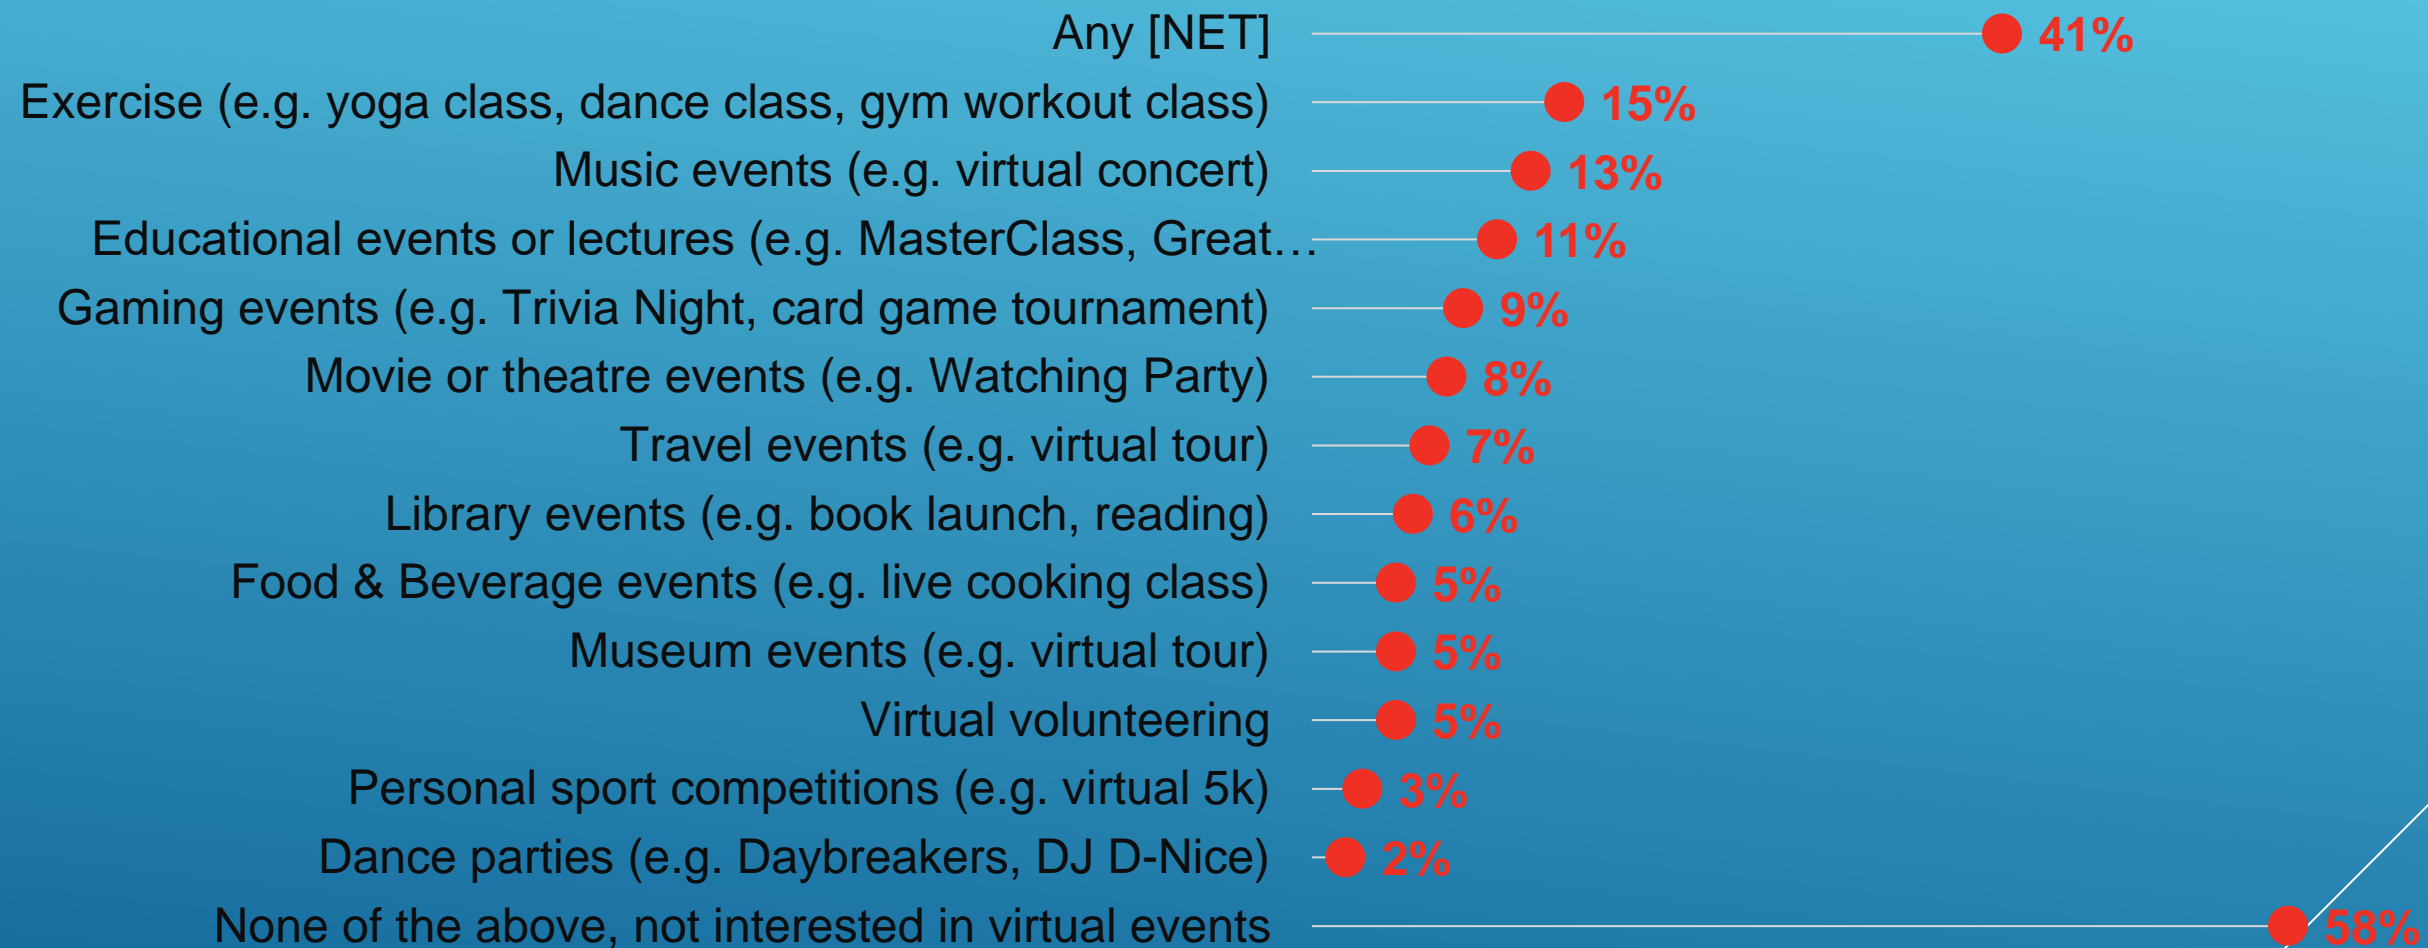 Any [NET] 41%
Exercise (e.g. yoga class, dance class, gym workout class) 15%
Music events (e.g. virtual concert) 13%
Educational events or lectures (e.g. MasterClass, Great… 11%
Gaming events (e.g. Trivia Night, card game tournament) 9%
Movie or theatre events (e.g. Watching Party) 8%
Travel events (e.g. virtual tour) 7%
Library events (e.g. book launch, reading) 6%
Food & Beverage events (e.g. live cooking class) 5%
Museum events (e.g. virtual tour) 5%
Virtual volunteering 5%
Personal sport competitions (e.g. virtual 5k) 3%
Dance parties (e.g. Daybreakers, DJ D-Nice) 2%
None of the above, not interested in virtual events 58%